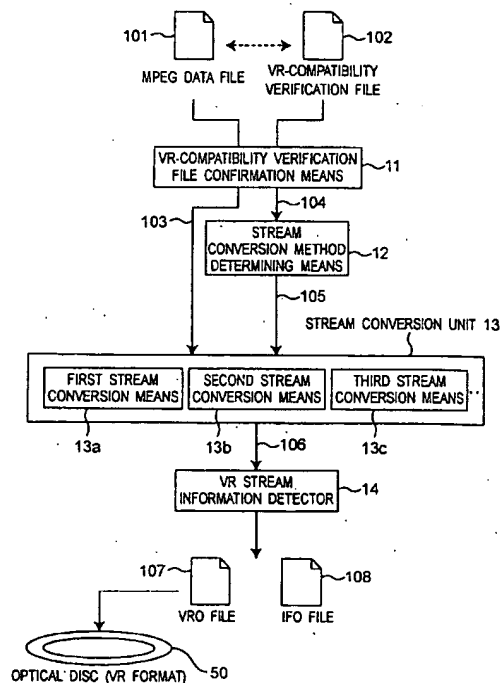 101
102
MPEG DATA FILE
VR-COMPATIBILITY
VERIFICATION FILE
VR-COMPATIBILITY VERIFICATION
FILE CONFIRMATION MEANS
11
103
104
STREAM
CONVERSION METHOD
DETERMINING MEANS
12
105
STREAM CONVERSION UNIT 13
FIRST STREAM
CONVERSION MEANS
SECOND STREAM
CONVERSION MEANS
THIRD STREAM
CONVERSION MEANS
13a
13b
106
13c
VR STREAM
INFORMATION DETECTOR
14
107
108
VRO FILE
IFO FILE
50
OPTICAL DISC (VR FORMAT)